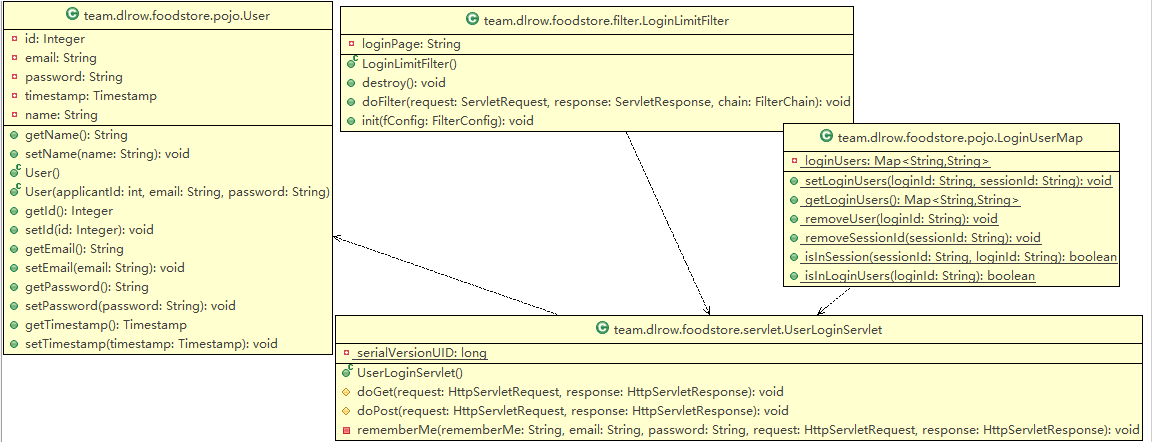 team.dlrow.foodstore.pojo.User
id: Integer
email: String
password: String
timestamp: Timestamp
name: String
getName(): String
setName(name: String): void
User()
User(applicantId: int, email: String, password: String)
getId(): Integer
setId(id: Integer): void
getEmail(): String
setEmail(email: String): void
getPassword(): String
setPassword(password: String): void
getTimestamp(): Timestamp
setTimestamp(timestamp: Timestamp): void
team.dlrow.foodstore.filter.LoginLimitFilter
loginPage: String
LoginLimitFilter()
destroy(): void
doFilter(request: ServletRequest, response: ServletResponse, chain: FilterChain): void
init(fConfig: FilterConfig): void
team.dlrow.foodstore.pojo.LoginUserMap
loginUsers: Map<String,String>
setLoginUsers(loginId: String, sessionId: String): void
getLoginUsers(): Map<String,String>
removeUser(loginId: String): void
removeSessionId(sessionId: String): void
isInSession(sessionId: String, loginId: String): boolean
isInLoginUsers(loginId: String): boolean
team.dlrow.foodstore.servlet.UserLoginServlet
serialVersionUID: long
UserLoginServlet()
doGet(request: HttpServletRequest, response: HttpServletResponse): void
doPost(request: HttpServletRequest, response: HttpServletResponse): void
rememberMe(rememberMe: String, email: String, password: String, request: HttpServletRequest, response: HttpServletResponse): void